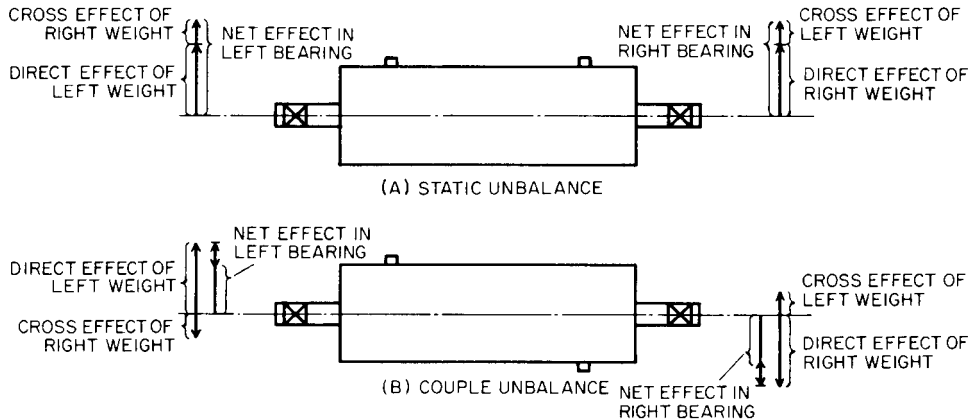 CROSS EFFECT OF
RIGHT WEIGHT
NET EFFECT IN
LEFT BEARING
DIRECT EFFECT OF
LEFT WEIGHT
NET EFFECT IN
RIGHT BEARING
CROSS EFFECT OF
LEFT WEIGHT
DIRECT EFFECT OF
RIGHT WEIGHT
(A) STATIC UNBALANCE
NET EFFECT IN
LEFT BEARING
DIRECT EFFECT OF
LEFT WEIGHT
CROSS EFFECT OF
RIGHT WEIGHT
CROSS EFFECT OF
LEFT WEIGHT
DIRECT EFFECT OF
RIGHT WEIGHT
(B) COUPLE UNBALANCE
NET EFFECT IN
RIGHT BEARING